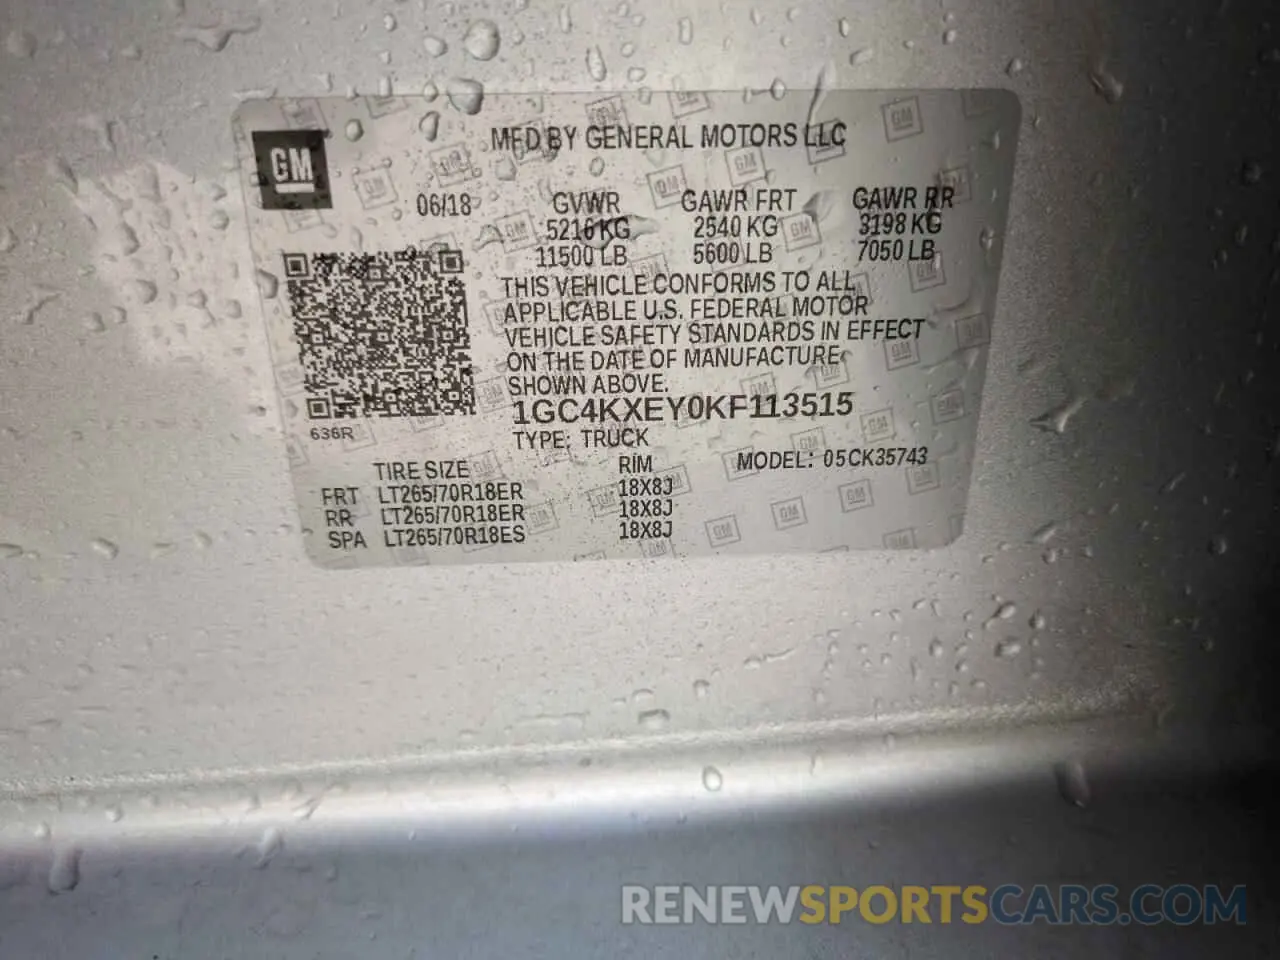 MFD BY GENERAL MOTORS LLC
GM
06/18 GVWR GAWR FRT GAWR RR
5216 KG 2540 KG 3198 KG
11500 LB 5600 LB 7050 LB
THIS VEHICLE CONFORMS TO ALL
APPLICABLE U.S. FEDERAL MOTOR
VEHICLE SAFETY STANDARDS IN EFFECT
ON THE DATE OF MANUFACTURE
SHOWN ABOVE.
1GC4KXEY0KF113515
636R
TYPE: TRUCK
TIRE SIZE RIM MODEL: 05CK35743
FRT LT265/70R18ER 18X8J
RR LT265/70R18ER 18X8J
SPA LT265/70R18ES 18X8J
RENEWSPORTSCARS.COM